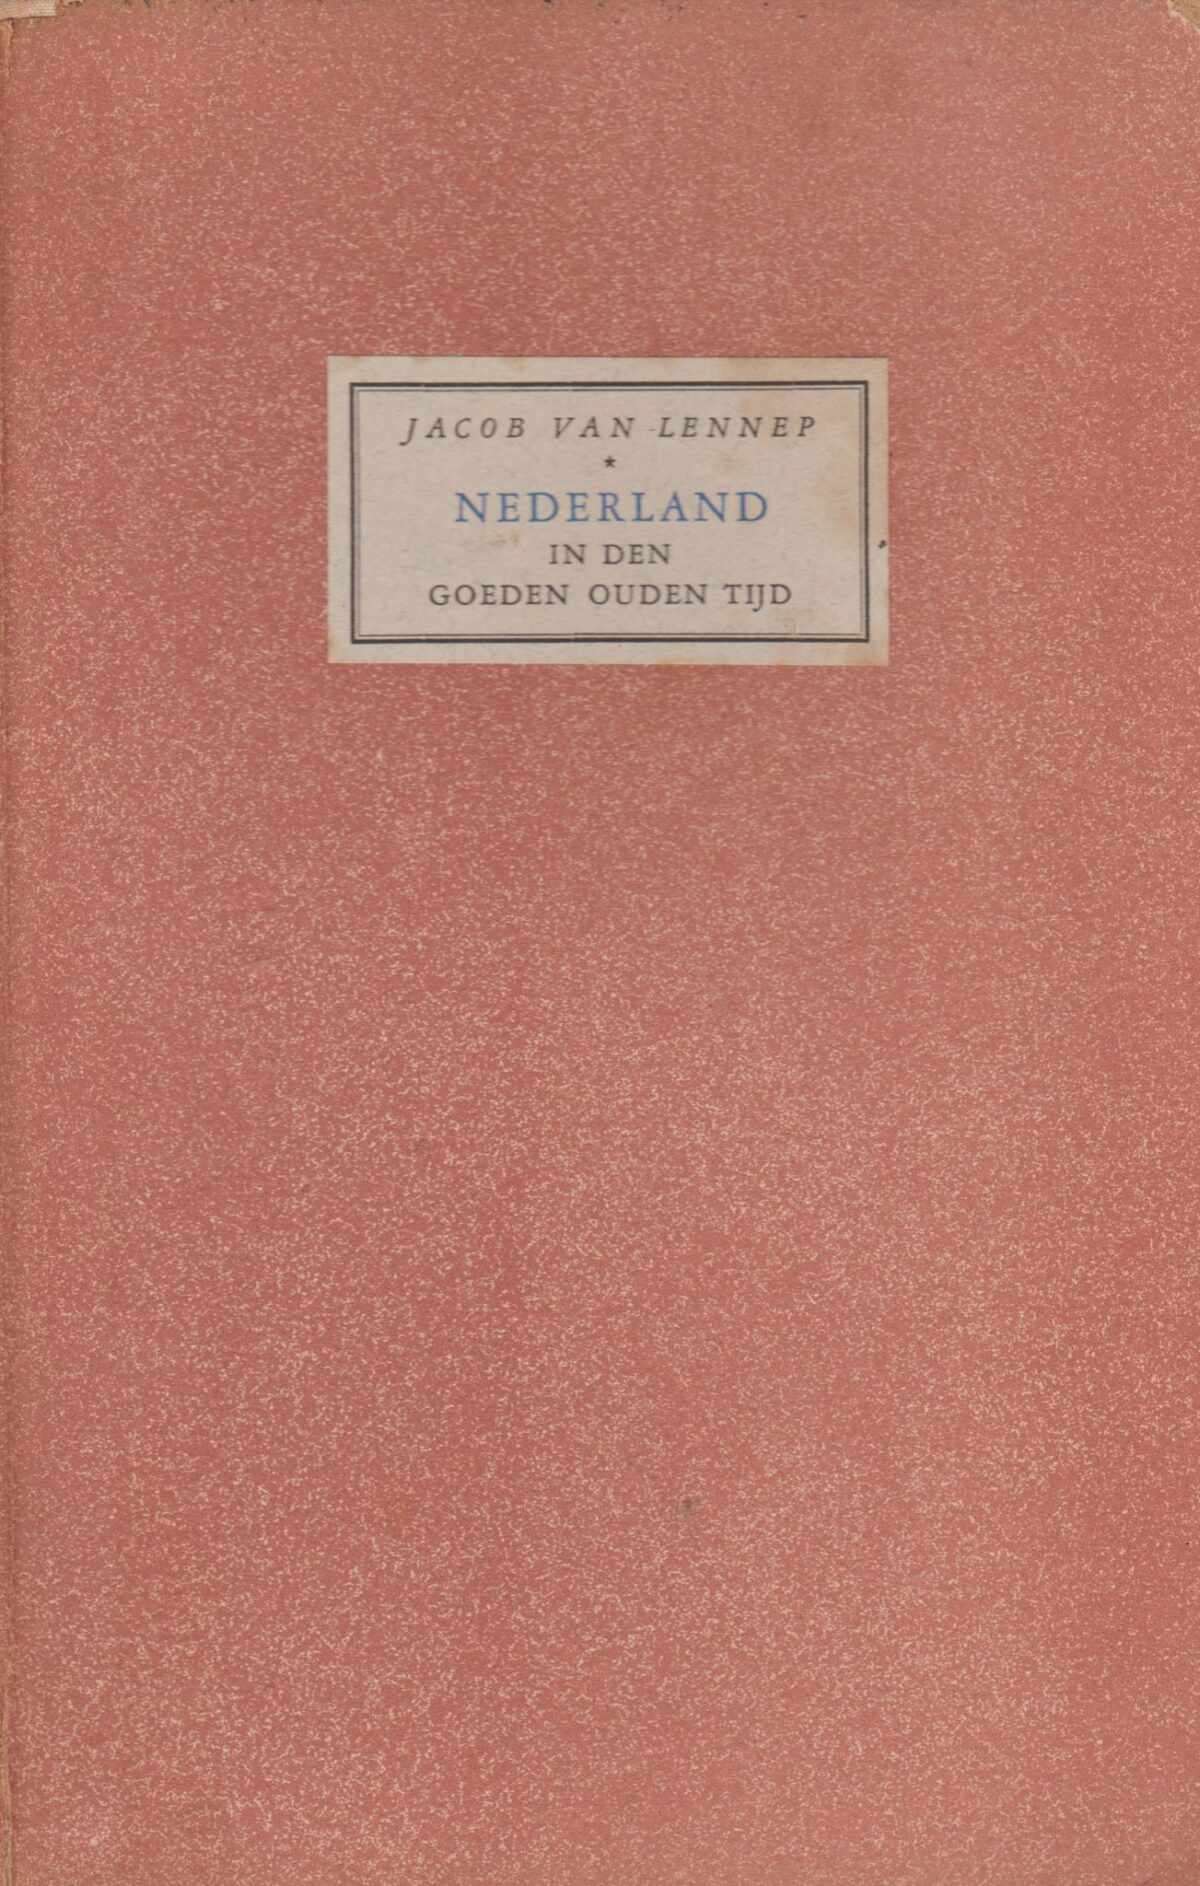 JACOB VAN LENNEP
*
NEDERLAND
IN DEN
GOEDEN OUDEN TIJD